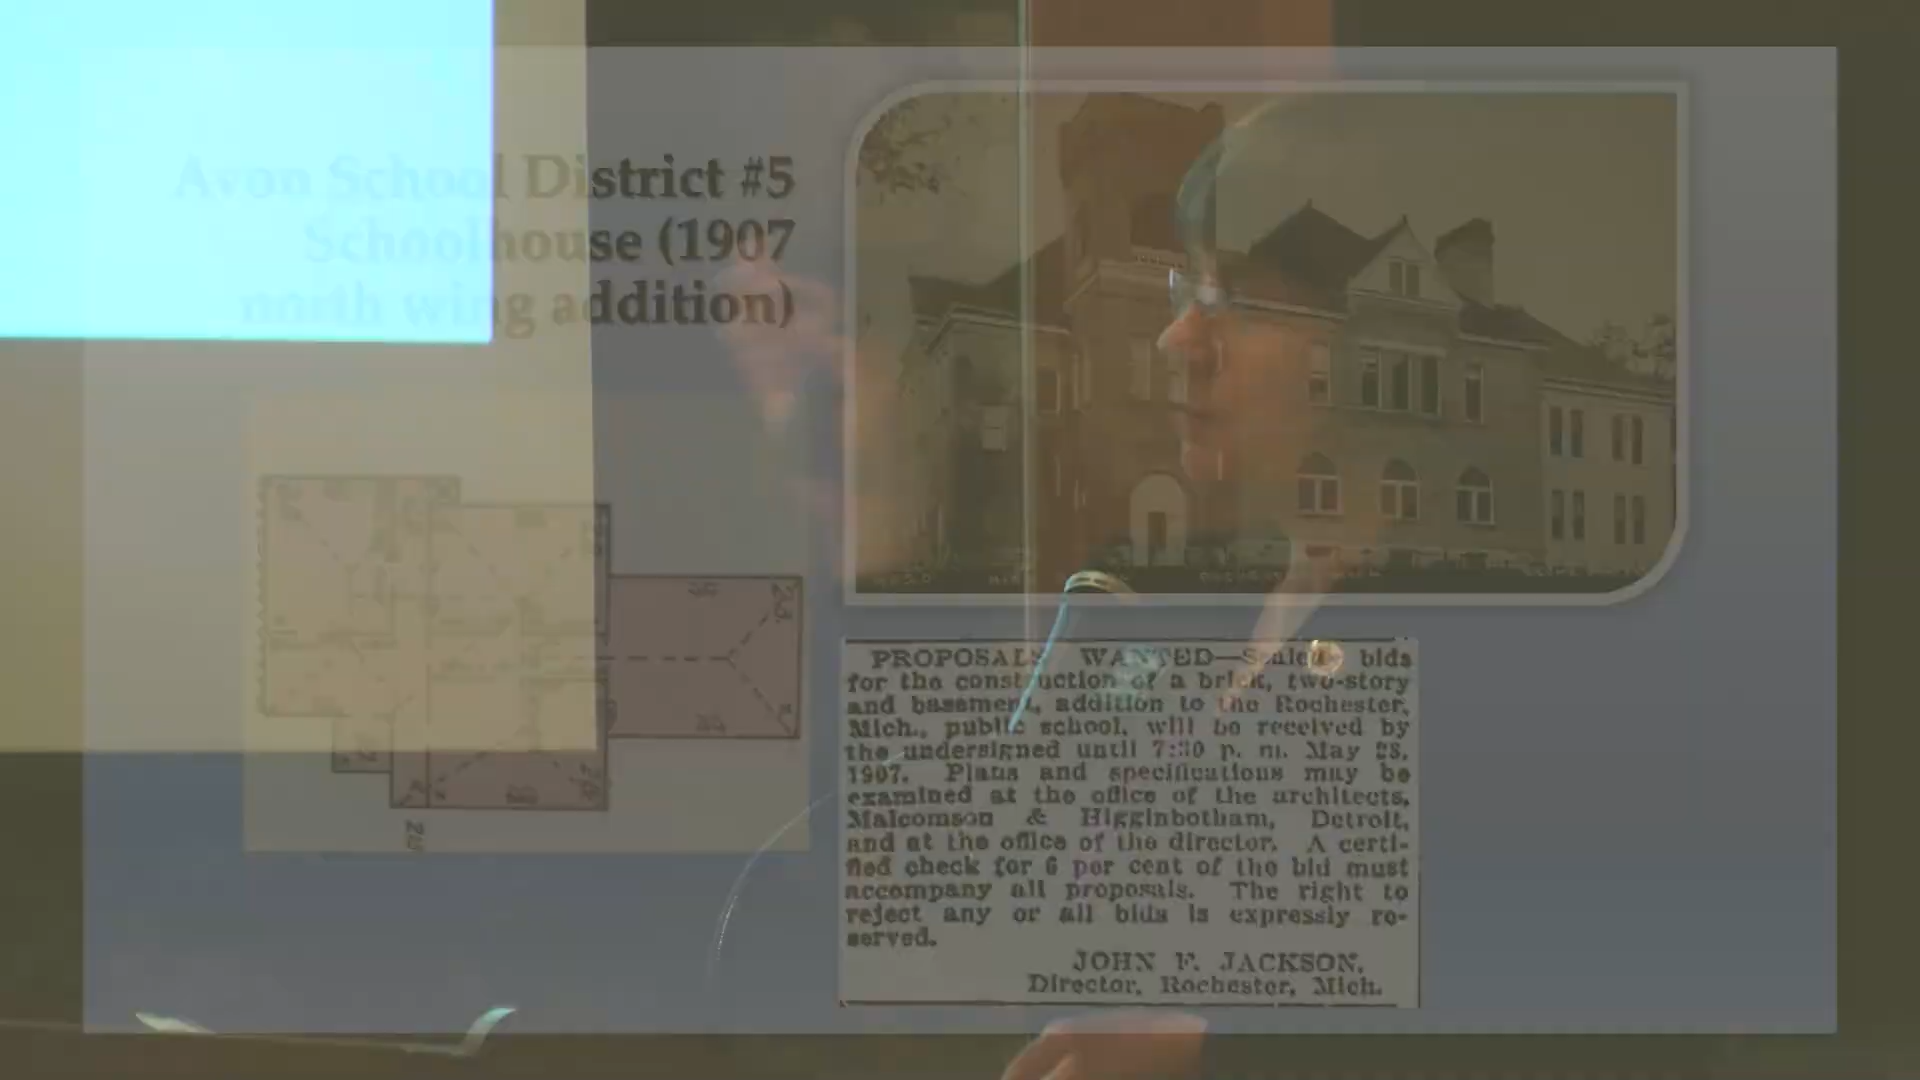 Avon School District #5
Schoolhouse (1907
north wing addition)
PROPOSALS WANTED—Sealed bids
for the construction of a brick, two-story
and basement, addition to the Rochester,
Mich., public school, will be received by
the undersigned until 7:30 p. m. May 28,
1907. Plans and specifications may be
examined at the office of the architects,
Malcomson & Higginbotham, Detroit,
and at the office of the director. A certi-
fied check for 6 per cent of the bid must
accompany all proposals. The right to
reject any or all bids is expressly re-
served.
JOHN F. JACKSON,
Director, Rochester, Mich.